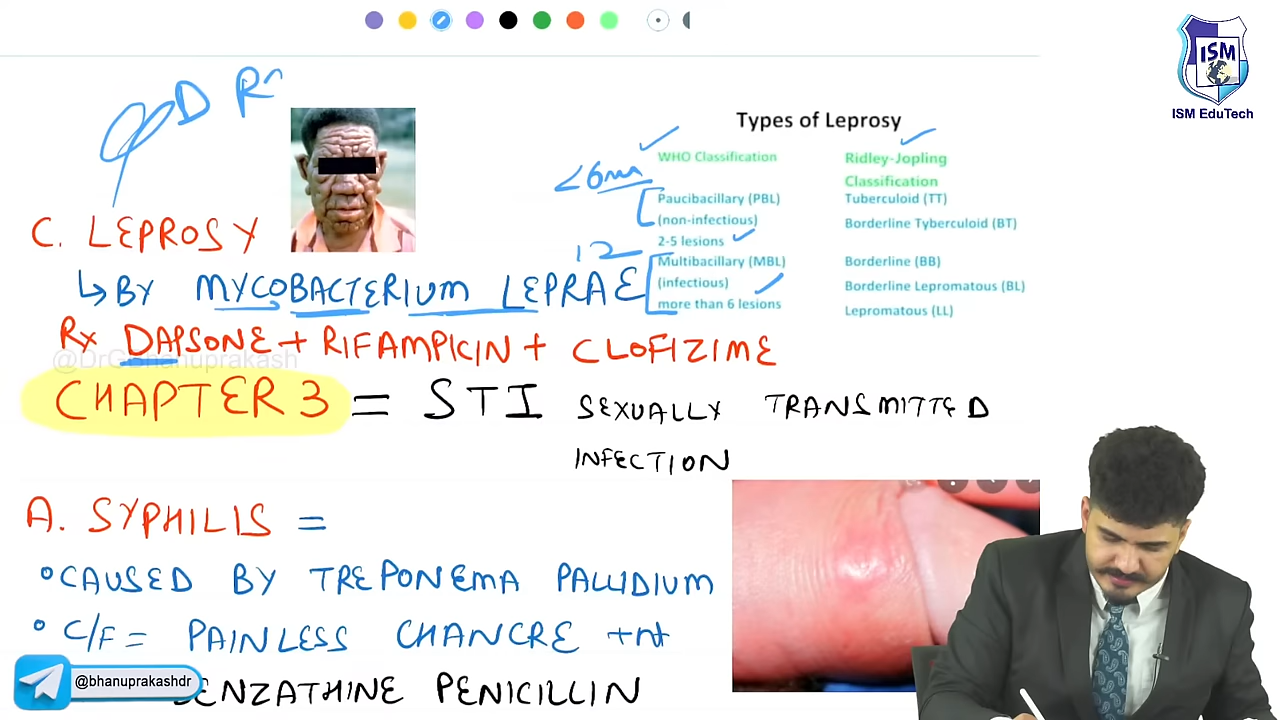 ISM
ISM EduTech
D R
Types of Leprosy
WHO Classification
Ridley-Jopling
Classification
<6m
Paucibacillary (PBL)
(non-infectious)
2-5 lesions
Tuberculoid (TT)
Borderline Tyberculoid (BT)
12
Multibacillary (MBL)
(infectious)
more than 6 lesions
Borderline (BB)
Borderline Lepromatous (BL)
Lepromatous (LL)
C. LEPROSY
↳ BY MYCOBACTERIUM LEPRAE
Rx DAPSONE + RIFAMPICIN + CLOFIZIME
@DrGBhanuprakash
CHAPTER 3 = STI SEXUALLY TRANSMITTED
INFECTION
A. SYPHILIS =
° CAUSED BY TREPONEMA PALLIDIUM
° C/F = PAINLESS CHANCRE +nt
@bhanuprakashdr
ENZATHINE PENICILLIN